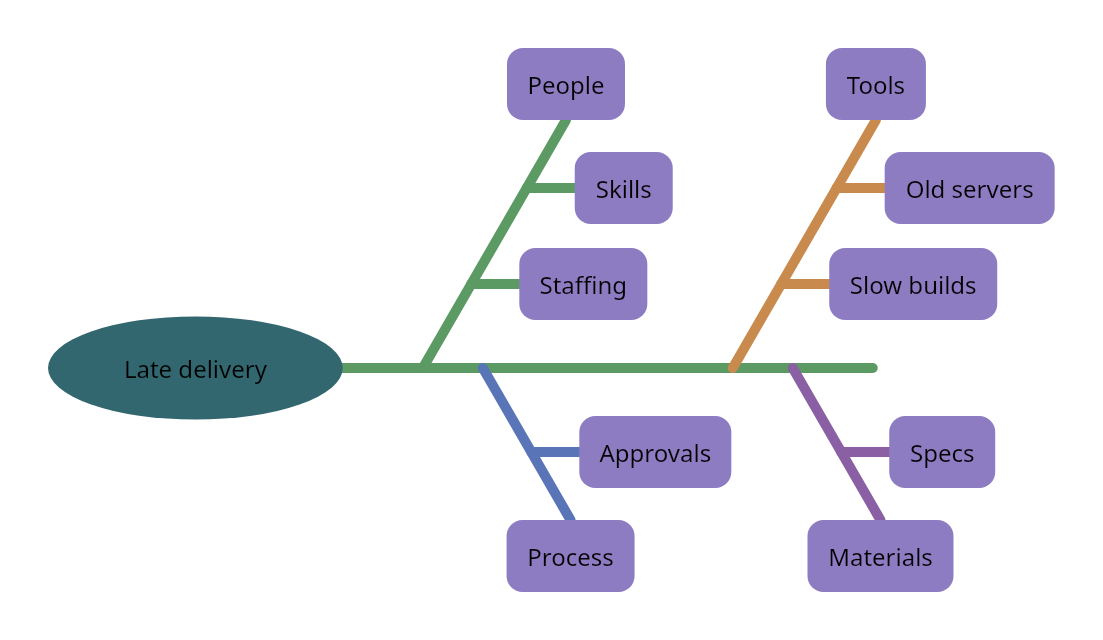 People
Tools
Skills
Old servers
Staffing
Slow builds
Late delivery
Approvals
Specs
Process
Materials